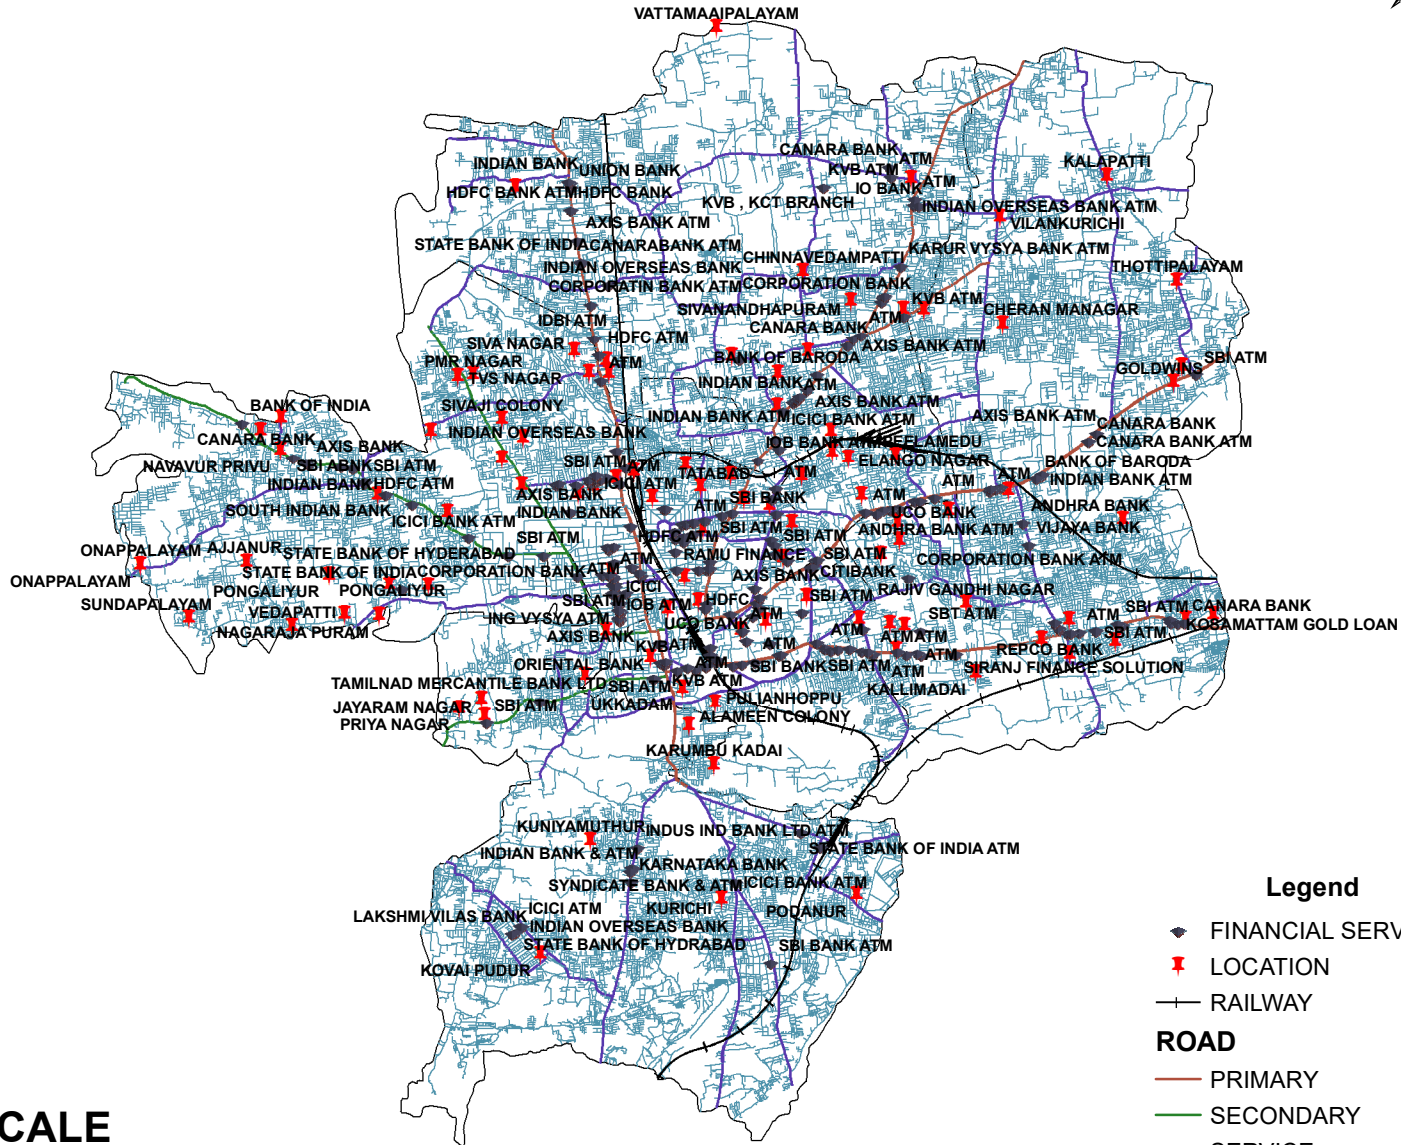 VATTAMAAIPALAYAM
CANARA BANK
ATM
KALAPATTI
INDIAN BANK
UNION BANK
KVB ATM
ATM
HDFC BANK ATM
HDFC BANK
IO BANK
KVB , KCT BRANCH
INDIAN OVERSEAS BANK ATM
AXIS BANK ATM
VILANKURICHI
STATE BANK OF INDIA
CANARABANK ATM
KARUR VYSYA BANK ATM
CHINNAVEDAMPATTI
INDIAN OVERSEAS BANK
THOTTIPALAYAM
CORPORATIN BANK ATM
CORPORATION BANK
KVB ATM
SIVANANDHAPURAM
CHERAN MANAGAR
IDBI ATM
ATM
CANARA BANK
HDFC ATM
SIVA NAGAR
AXIS BANK ATM
PMR NAGAR
ATM
BANK OF BARODA
SBI ATM
GOLDWINS
TVS NAGAR
INDIAN BANK
ATM
BANK OF INDIA
SIVAJI COLONY
AXIS BANK ATM
INDIAN BANK ATM
ICICI BANK ATM
AXIS BANK ATM
CANARA BANK
INDIAN OVERSEAS BANK
CANARA BANK
AXIS BANK
IOB BANK ATM
PEELAMEDU
CANARA BANK ATM
NAVAVUR PRIVU
SBI ABNK
SBI ATM
SBI ATM
ATM
TATABAD
ATM
ELANGO NAGAR
BANK OF BARODA
INDIAN BANK
HDFC ATM
ICICI ATM
ATM
ATM
INDIAN BANK ATM
AXIS BANK
SBI BANK
ATM
SOUTH INDIAN BANK
INDIAN BANK
ATM
UCO BANK
ANDHRA BANK
ICICI BANK ATM
SBI ATM
ANDHRA BANK ATM
VIJAYA BANK
SBI ATM
HDFC ATM
SBI ATM
ONAPPALAYAM
AJJANUR
STATE BANK OF HYDERABAD
ATM
RAMU FINANCE
SBI ATM
CORPORATION BANK ATM
ONAPPALAYAM
STATE BANK OF INDIA
CORPORATION BANK
ATM
AXIS BANK
CITIBANK
PONGALIYUR
PONGALIYUR
ICICI
RAJIV GANDHI NAGAR
SUNDAPALAYAM
VEDAPATTI
SBI ATM
IOB ATM
HDFC
SBI ATM
SBT ATM
SBI ATM
CANARA BANK
NAGARAJA PURAM
ING VYSYA ATM
UCO BANK
ATM
ATM
ATM
KOSAMATTAM GOLD LOAN
AXIS BANK
KVB
ATM
ATM
ATM
ATM
SBI ATM
ORIENTAL BANK
ATM
SBI BANK
SBI ATM
ATM
ATM
REPCO BANK
TAMILNAD MERCANTILE BANK LTD
SBI ATM
KVB ATM
SIRANJ FINANCE SOLUTION
JAYARAM NAGAR
SBI ATM
UKKADAM
PULIANHOPPU
KALLIMADAI
PRIYA NAGAR
ALAMEEN COLONY
KARUMBU KADAI
KUNIYAMUTHUR
INDUS IND BANK LTD ATM
INDIAN BANK & ATM
STATE BANK OF INDIA ATM
KARNATAKA BANK
SYNDICATE BANK & ATM
ICICI BANK ATM
ICICI ATM
KURICHI
PODANUR
LAKSHMI VILAS BANK
INDIAN OVERSEAS BANK
STATE BANK OF HYDRABAD
SBI BANK ATM
KOVAI PUDUR
Legend
FINANCIAL SERV
LOCATION
RAILWAY
ROAD
PRIMARY
SECONDARY
CALE